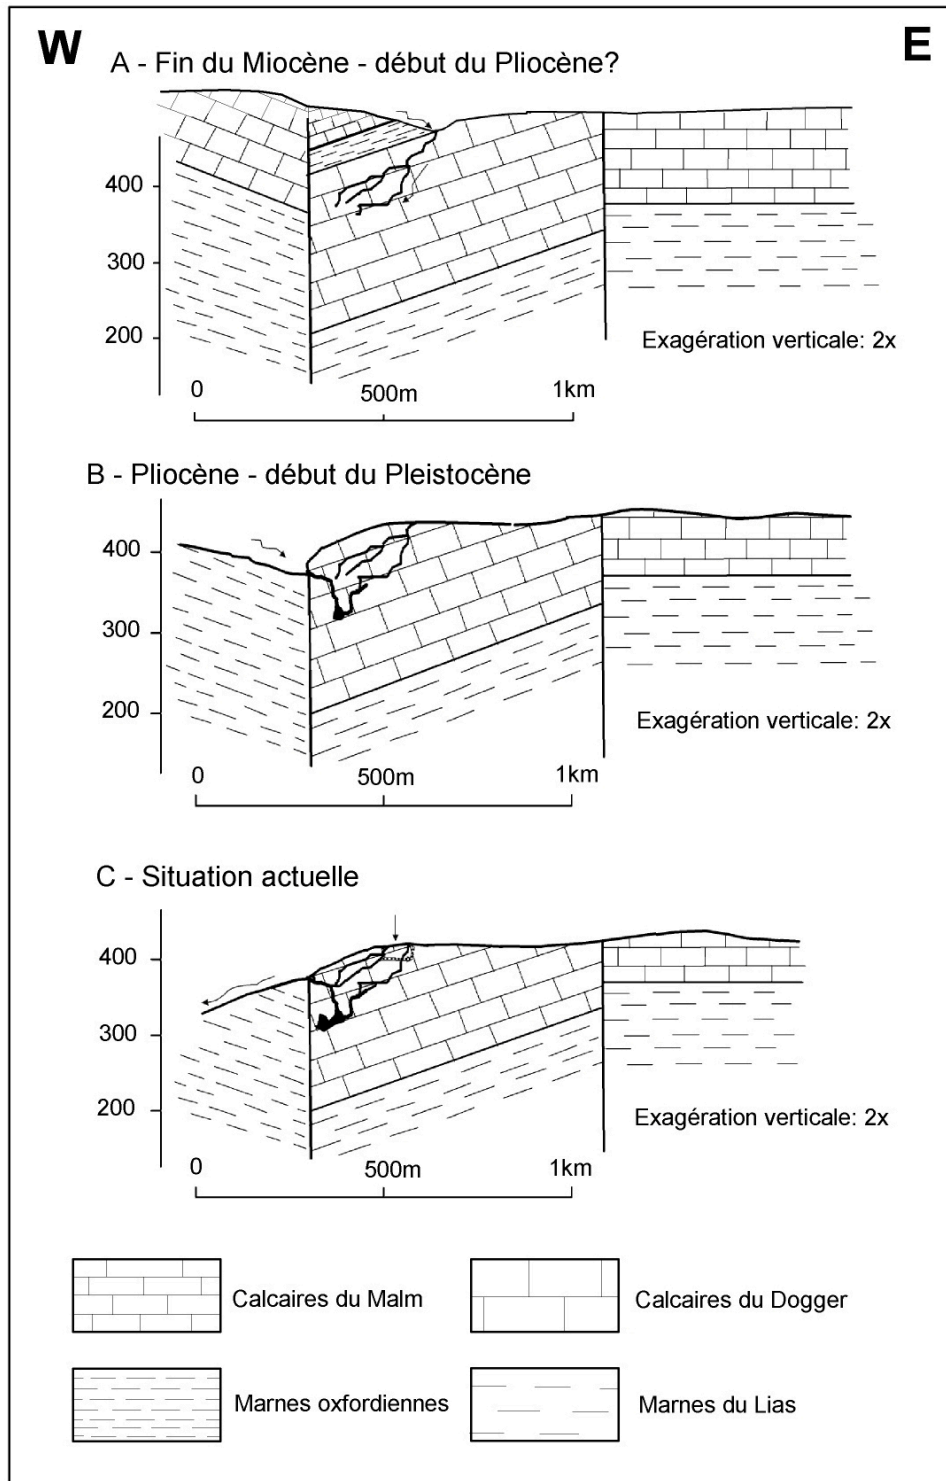 W
E
A - Fin du Miocène - début du Pliocène?
400
300
200
Exagération verticale: 2x
0 500m 1km
B - Pliocène - début du Pleistocène
400
300
200
Exagération verticale: 2x
0 500m 1km
C - Situation actuelle
400
300
200
Exagération verticale: 2x
0 500m 1km
Calcaires du Malm
Calcaires du Dogger
Marnes oxfordiennes
Marnes du Lias